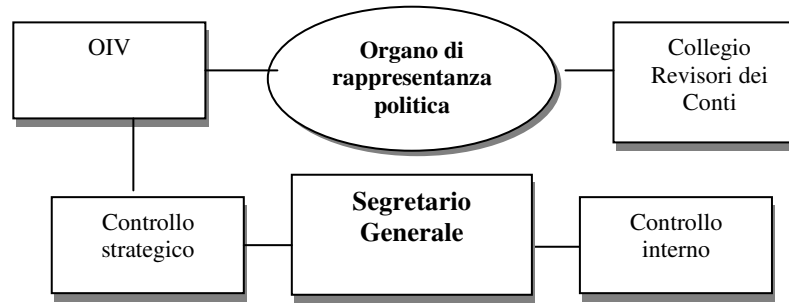 OIV
Organo di
rappresentanza
politica
Collegio
Revisori dei
Conti
Controllo
strategico
Segretario
Generale
Controllo
interno